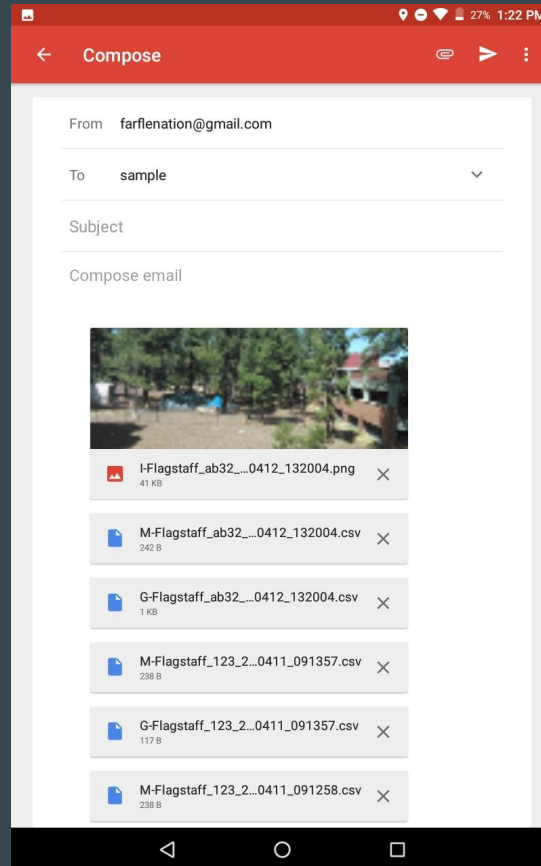 27% 1:22 PM
Compose
From farflenation@gmail.com
To sample
Subject
Compose email
I-Flagstaff_ab32_...0412_132004.png
41 KB
M-Flagstaff_ab32_...0412_132004.csv
242 B
G-Flagstaff_ab32_...0412_132004.csv
1 KB
M-Flagstaff_123_2...0411_091357.csv
238 B
G-Flagstaff_123_2...0411_091357.csv
117 B
M-Flagstaff_123_2...0411_091258.csv
238 B